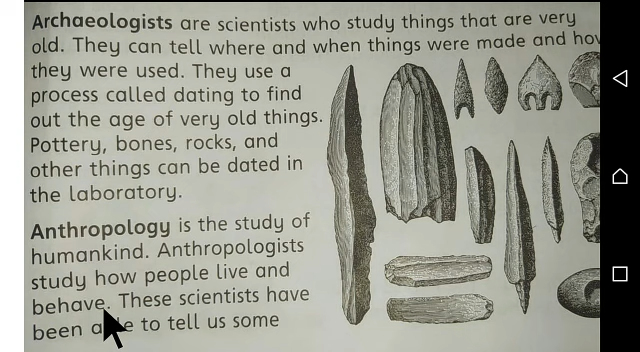 Archaeologists are scientists who study things that are very
old. They can tell where and when things were made and
they were used. They use a
process called dating to find
out the age of very old things.
Pottery, bones, rocks, and
other things can be dated in
the laboratory.
Anthropology is the study of
humankind. Anthropologists
study how people live and
behave. These scientists have
been to tell us some